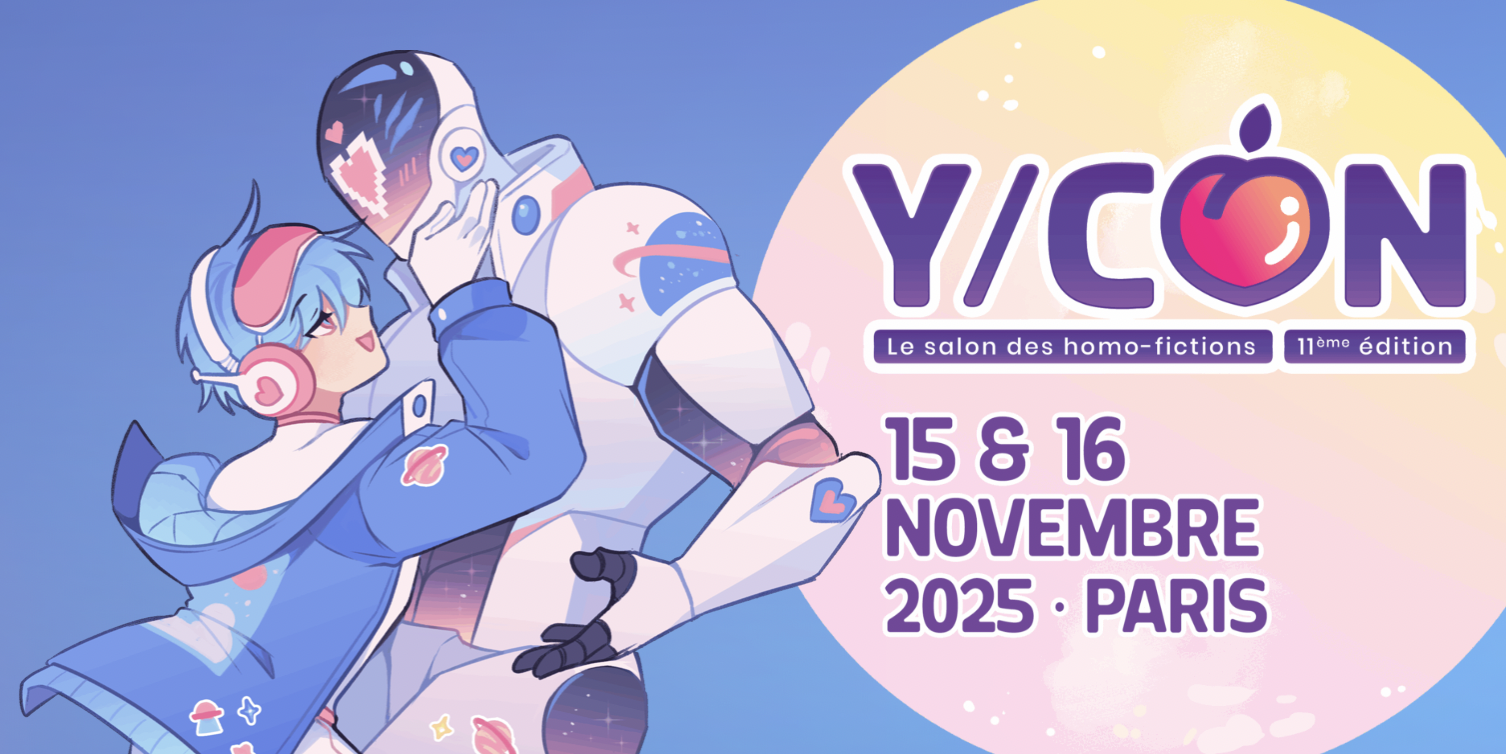 Y/CON
Le salon des homo-fictions 11ème édition
15 & 16
NOVEMBRE
2025 · PARIS